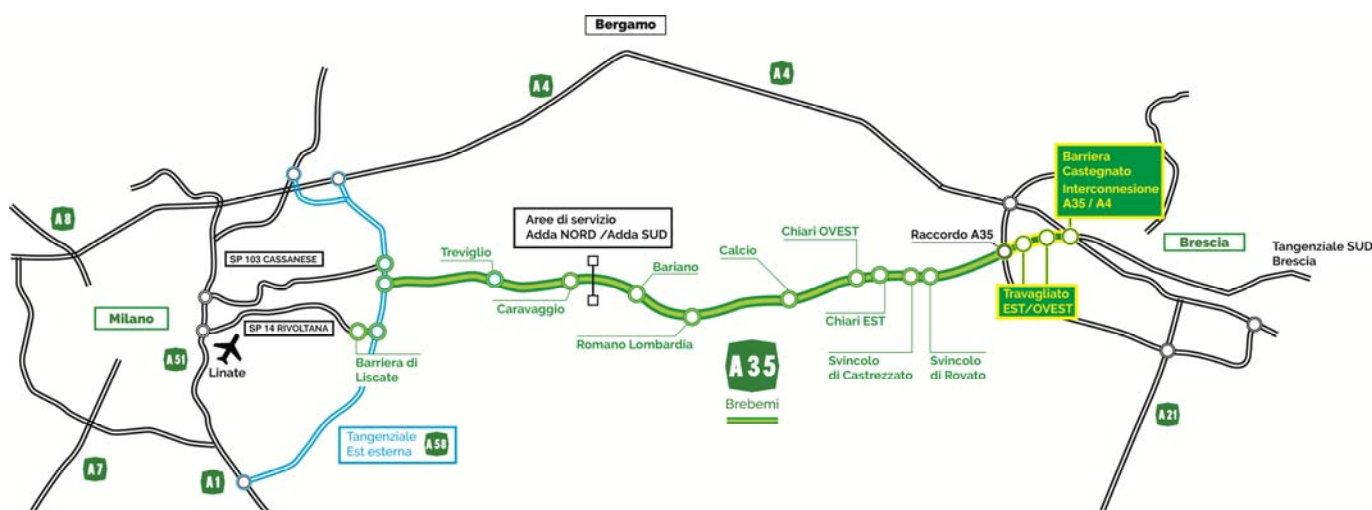 Bergamo
A4
A4
A8
Barriera
Castegnato
Interconnesione
A35 / A4
Aree di servizio
Adda NORD /Adda SUD
Chiari OVEST
Raccordo A35
Brescia
Tangenziale SUD
Brescia
SP 103 CASSANESE
Treviglio
Bariano
Calcio
Caravaggio
Travagliato
EST/OVEST
Milano
SP 14 RIVOLTANA
Chiari EST
Romano Lombardia
A51
Linate
Barriera di
Liscate
A35
Brebemi
Svincolo
di Castrezzato
Svincolo
di Rovato
A21
Tangenziale
Est esterna
A58
A7
A1